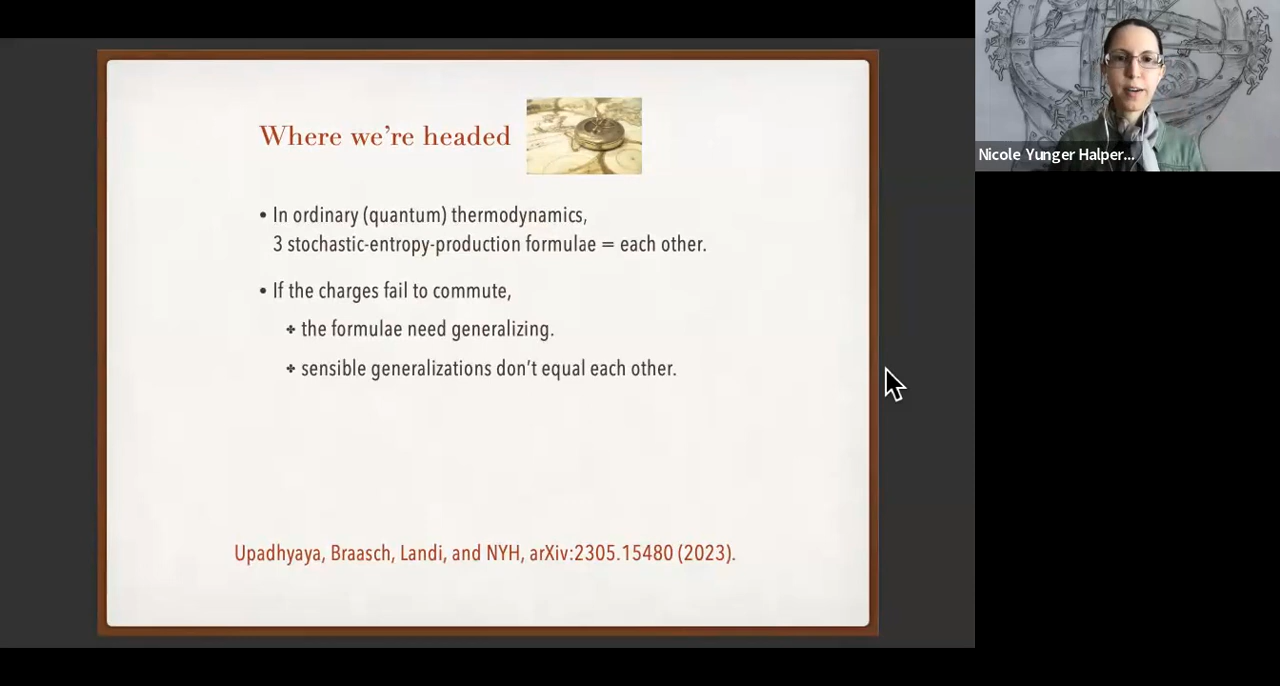 Where we're headed
• In ordinary (quantum) thermodynamics,
3 stochastic-entropy-production formulae = each other.
• If the charges fail to commute,
✤ the formulae need generalizing.
✤ sensible generalizations don't equal each other.
Upadhyaya, Braasch, Landi, and NYH, arXiv:2305.15480 (2023).
Nicole Yunger Halper...